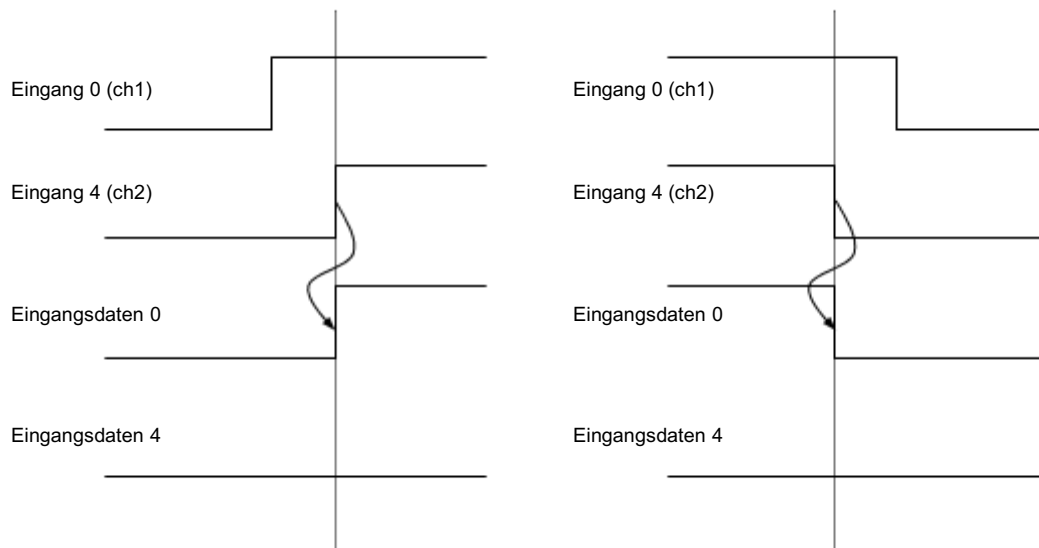 Eingang 0 (ch1)
Eingang 4 (ch2)
Eingangsdaten 0
Eingangsdaten 4
Eingang 0 (ch1)
Eingang 4 (ch2)
Eingangsdaten 0
Eingangsdaten 4